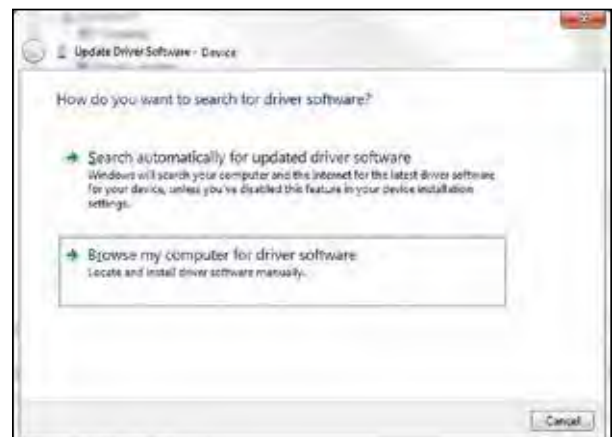 Update Driver Software - Device
How do you want to search for driver software?
Search automatically for updated driver software
Windows will search your computer and the Internet for the latest driver software
for your device, unless you've disabled this feature in your device installation
settings.
Browse my computer for driver software
Locate and install driver software manually.
Cancel